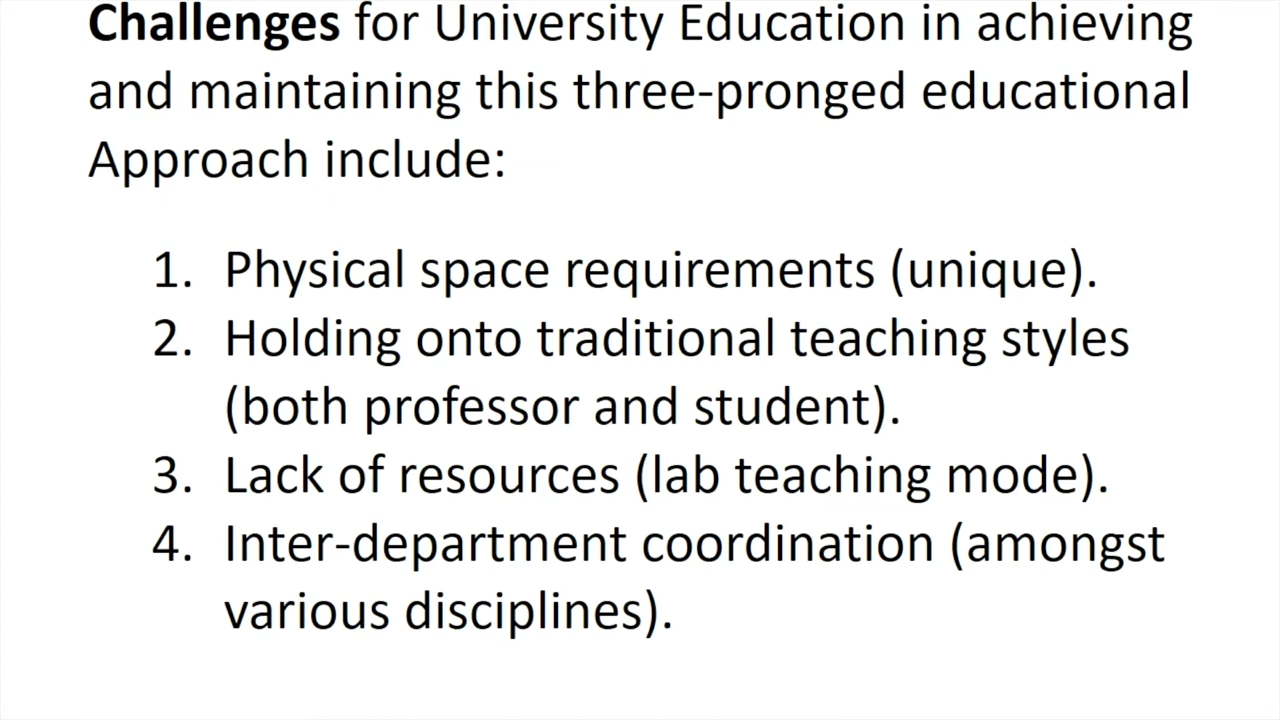 Challenges for University Education in achieving
and maintaining this three-pronged educational
Approach include:
1. Physical space requirements (unique).
2. Holding onto traditional teaching styles
(both professor and student).
3. Lack of resources (lab teaching mode).
4. Inter-department coordination (amongst
various disciplines).